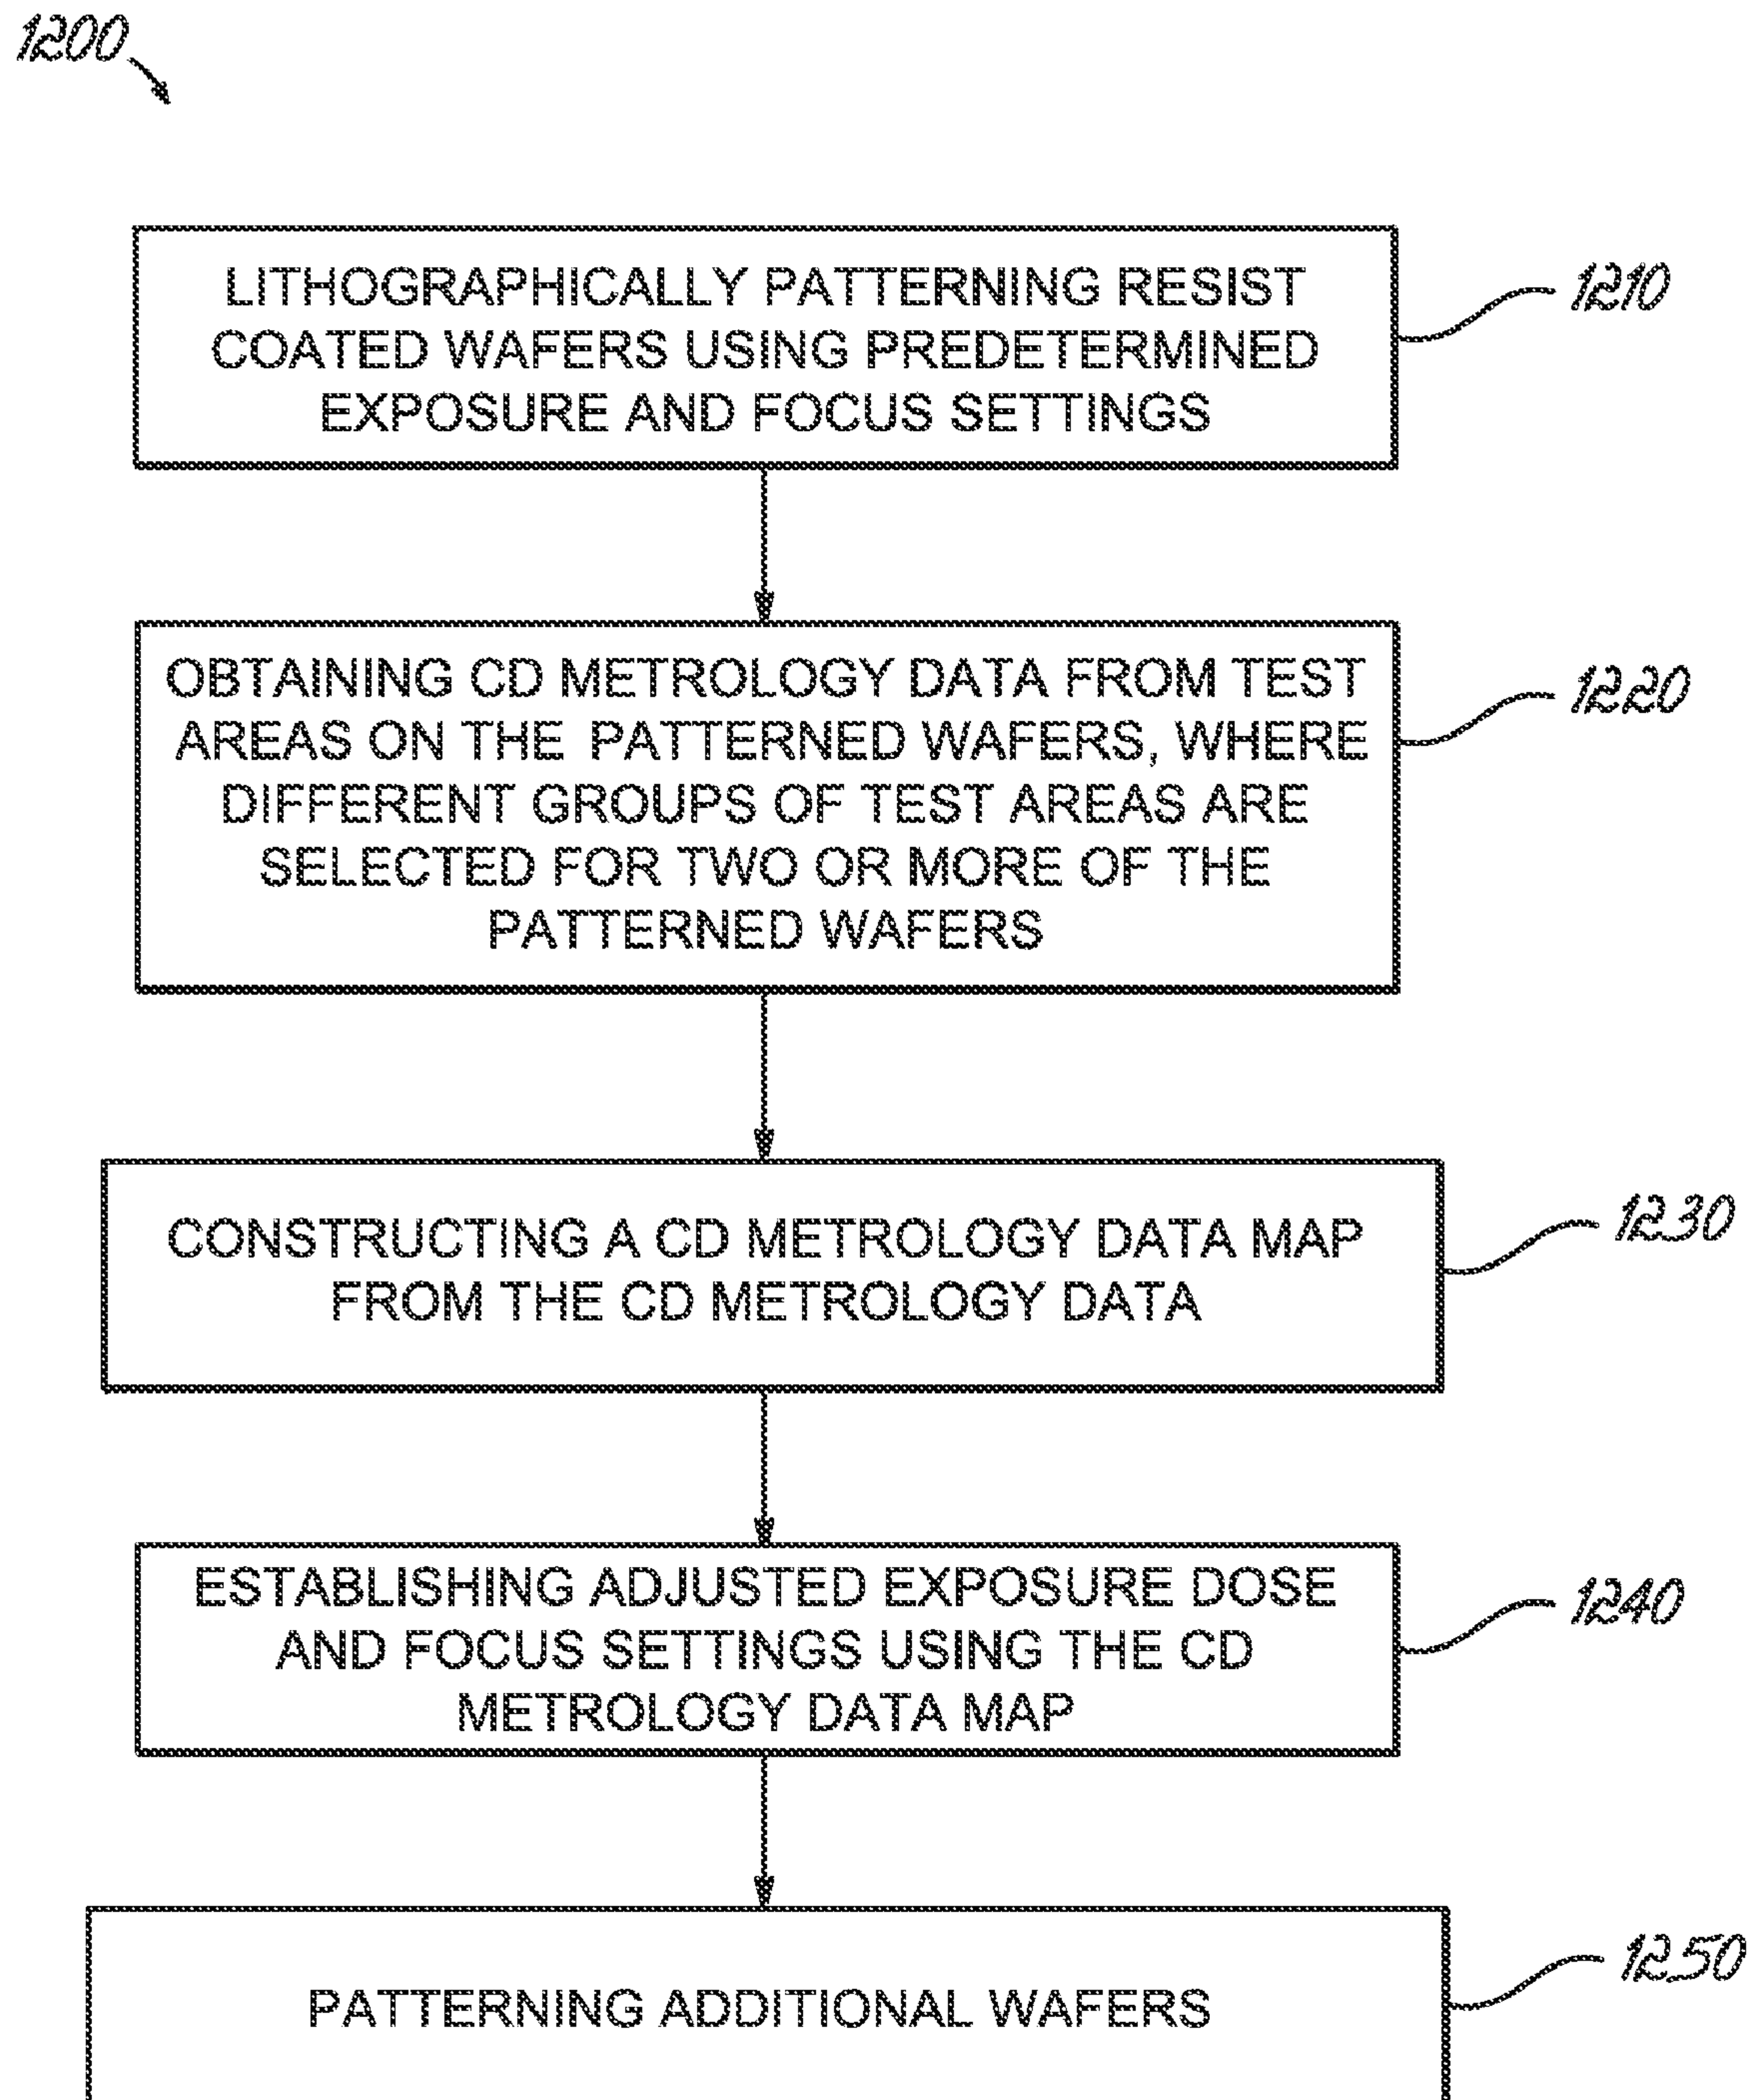 1200
LITHOGRAPHICALLY PATTERNING RESIST
COATED WAFERS USING PREDETERMINED
EXPOSURE AND FOCUS SETTINGS
1210
OBTAINING CD METROLOGY DATA FROM TEST
AREAS ON THE PATTERNED WAFERS, WHERE
DIFFERENT GROUPS OF TEST AREAS ARE
SELECTED FOR TWO OR MORE OF THE
PATTERNED WAFERS
1220
CONSTRUCTING A CD METROLOGY DATA MAP
FROM THE CD METROLOGY DATA
1230
ESTABLISHING ADJUSTED EXPOSURE DOSE
AND FOCUS SETTINGS USING THE CD
METROLOGY DATA MAP
1240
PATTERNING ADDITIONAL WAFERS
1250